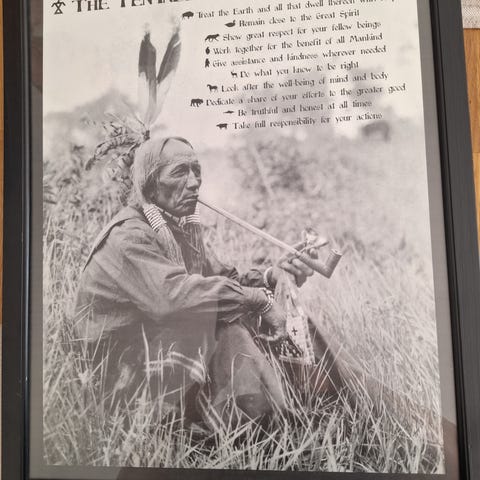 THE TEN
Treat the Earth and all that dwell thereon with
Remain close to the Great Spirit
Show great respect for your fellow beings
Work together for the benefit of all Mankind
Give assistance and kindness wherever needed
Do what you know to be right
Look after the well-being of mind and body
Dedicate a share of your efforts to the greater good
Be truthful and honest at all times
Take full responsibility for your actions